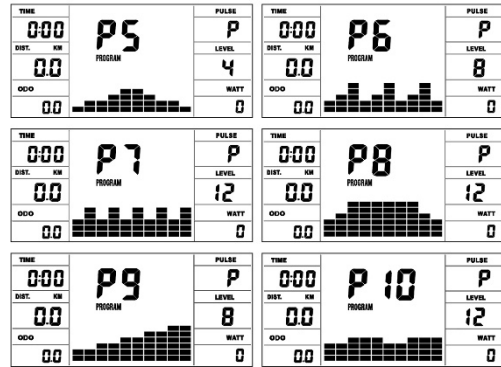 TIME
0:00
DIST. KM
0.0
ODO
0.0
P5
PROGRAM
PULSE
P
LEVEL
4
WATT
0
TIME
0:00
DIST. KM
0.0
ODO
0.0
P6
PROGRAM
PULSE
P
LEVEL
8
WATT
0
TIME
0:00
DIST. KM
0.0
ODO
0.0
P7
PROGRAM
PULSE
P
LEVEL
12
WATT
0
TIME
0:00
DIST. KM
0.0
ODO
0.0
P8
PROGRAM
PULSE
P
LEVEL
12
WATT
0
TIME
0:00
DIST. KM
0.0
ODO
0.0
P9
PROGRAM
PULSE
P
LEVEL
8
WATT
0
TIME
0:00
DIST. KM
0.0
ODO
0.0
P 10
PROGRAM
PULSE
P
LEVEL
12
WATT
0